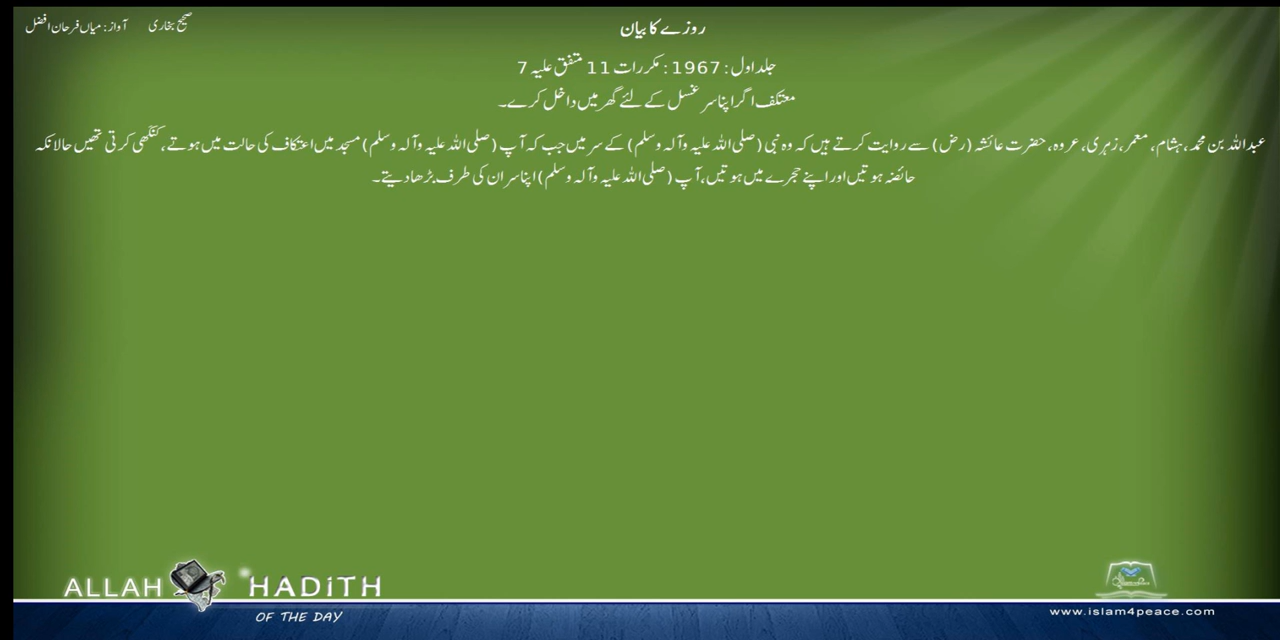 صحیح بخاری
آواز: میاں فرحان افضل
روزے کا بیان
جلد اول : 1967 : مکررات 11 متفق علیہ 7
معتکف اگر اپنا سر غسل کے لئے گھر میں داخل کرے۔
عبداللہ بن محمد، ہشام، معمر، زہری، عروہ، حضرت عائشہ (رض) سے روایت کرتے ہیں کہ وہ نبی (صلی اللہ علیہ وآلہ وسلم) کے سر میں جب کہ آپ (صلی اللہ علیہ وآلہ وسلم) مسجد میں اعتکاف کی حالت میں ہوتے، کنگھی کرتی تھیں حالانکہ
حائضہ ہوتیں اور اپنے حجرے میں ہوتیں، آپ (صلی اللہ علیہ وآلہ وسلم) اپنا سر ان کی طرف بڑھا دیتے۔
ALLAH HADiTH
OF THE DAY
www.islam4peace.com